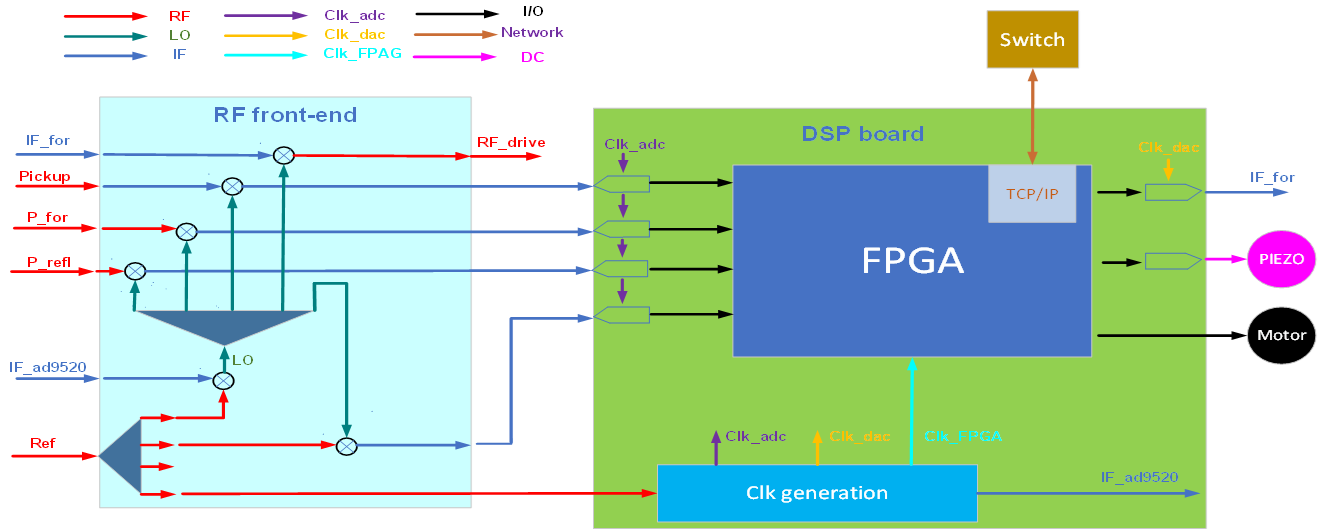 RF
Clk_adc
I/O
LO
Clk_dac
Network
IF
Clk_FPAG
DC
Switch
RF front-end
DSP board
IF_for
RF_drive
Clk_adc
Clk_dac
Pickup
TCP/IP
IF_for
P_for
FPGA
PIEZO
P_refl
Motor
LO
IF_ad9520
Ref
Clk_adc
Clk_dac
Clk_FPGA
IF_ad9520
Clk generation